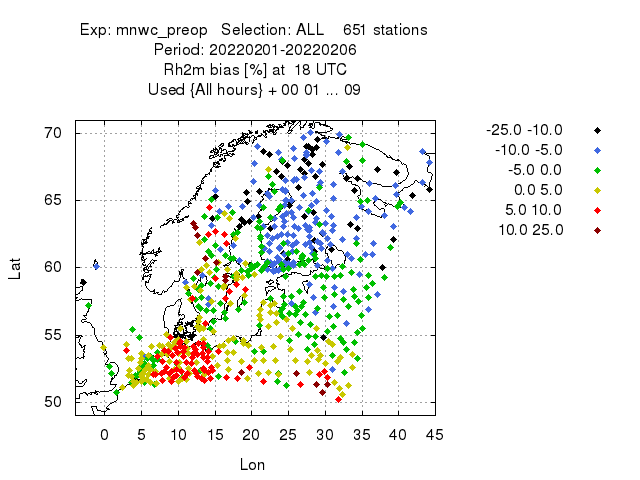 Exp: mnwc_preop   Selection: ALL    651 stations
Period: 20220201-20220206
Rh2m bias [%] at  18 UTC
Used {All hours} + 00 01 ... 09
-25.0 -10.0
-10.0 -5.0
-5.0 0.0
0.0 5.0
5.0 10.0
10.0 25.0
70
65
60
55
50
Lat
0 5 10 15 20 25 30 35 40 45
Lon